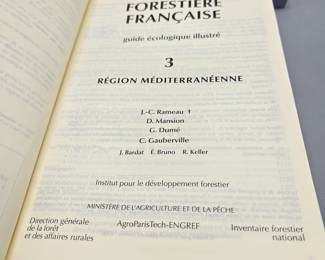 FORESTIÈRE
FRANÇAISE
guide écologique illustré
3
RÉGION MÉDITERRANÉENNE
J.-C. Rameau †
D. Mansion
G. Dumé
C. Gauberville
J. Bardat E. Bruno R. Keller
Institut pour le développement forestier
MINISTÈRE DE L'AGRICULTURE ET DE LA PÊCHE
Direction générale
de la forêt
et des affaires rurales
AgroParisTech-ENGREF
Inventaire forestier
national